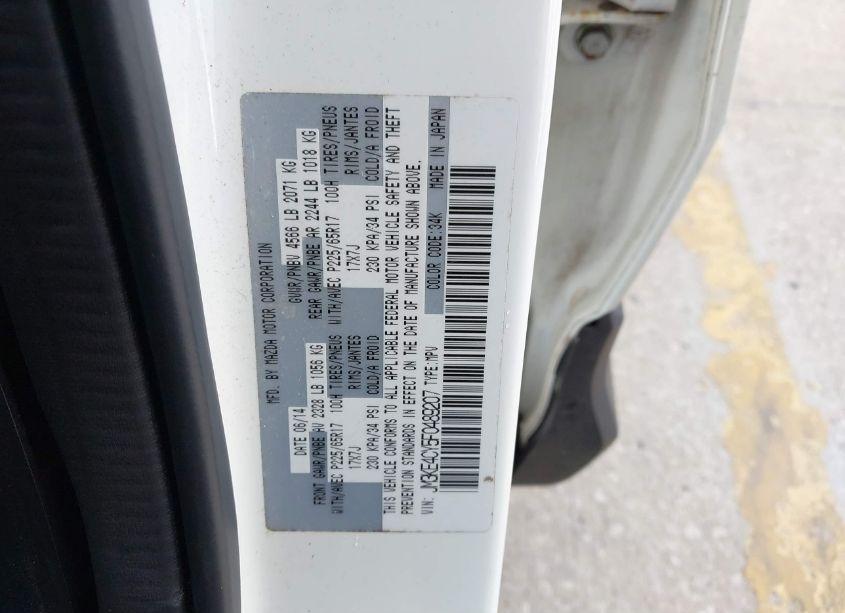 MFD. BY MAZDA MOTOR CORPORATION
DATE 06/14 GVWR/PNBV 4566 LB 2071 KG
FRONT GAWR/PNBE AV 2328 LB 1056 KG REAR GAWR/PNBE AR 2244 LB 1018 KG
WITH/AVEC P225/65R17 100H TIRES/PNEUS WITH/AVEC P225/65R17 100H TIRES/PNEUS
17X7J RIMS/JANTES 17X7J RIMS/JANTES
230 KPA/34 PSI COLD/A FROID 230 KPA/34 PSI COLD/A FROID
THIS VEHICLE CONFORMS TO ALL APPLICABLE FEDERAL MOTOR VEHICLE SAFETY AND THEFT
PREVENTION STANDARDS IN EFFECT ON THE DATE OF MANUFACTURE SHOWN ABOVE.
VIN: JM3KE4CY5F0489207 TYPE:MPV COLOR CODE:34K MADE IN JAPAN